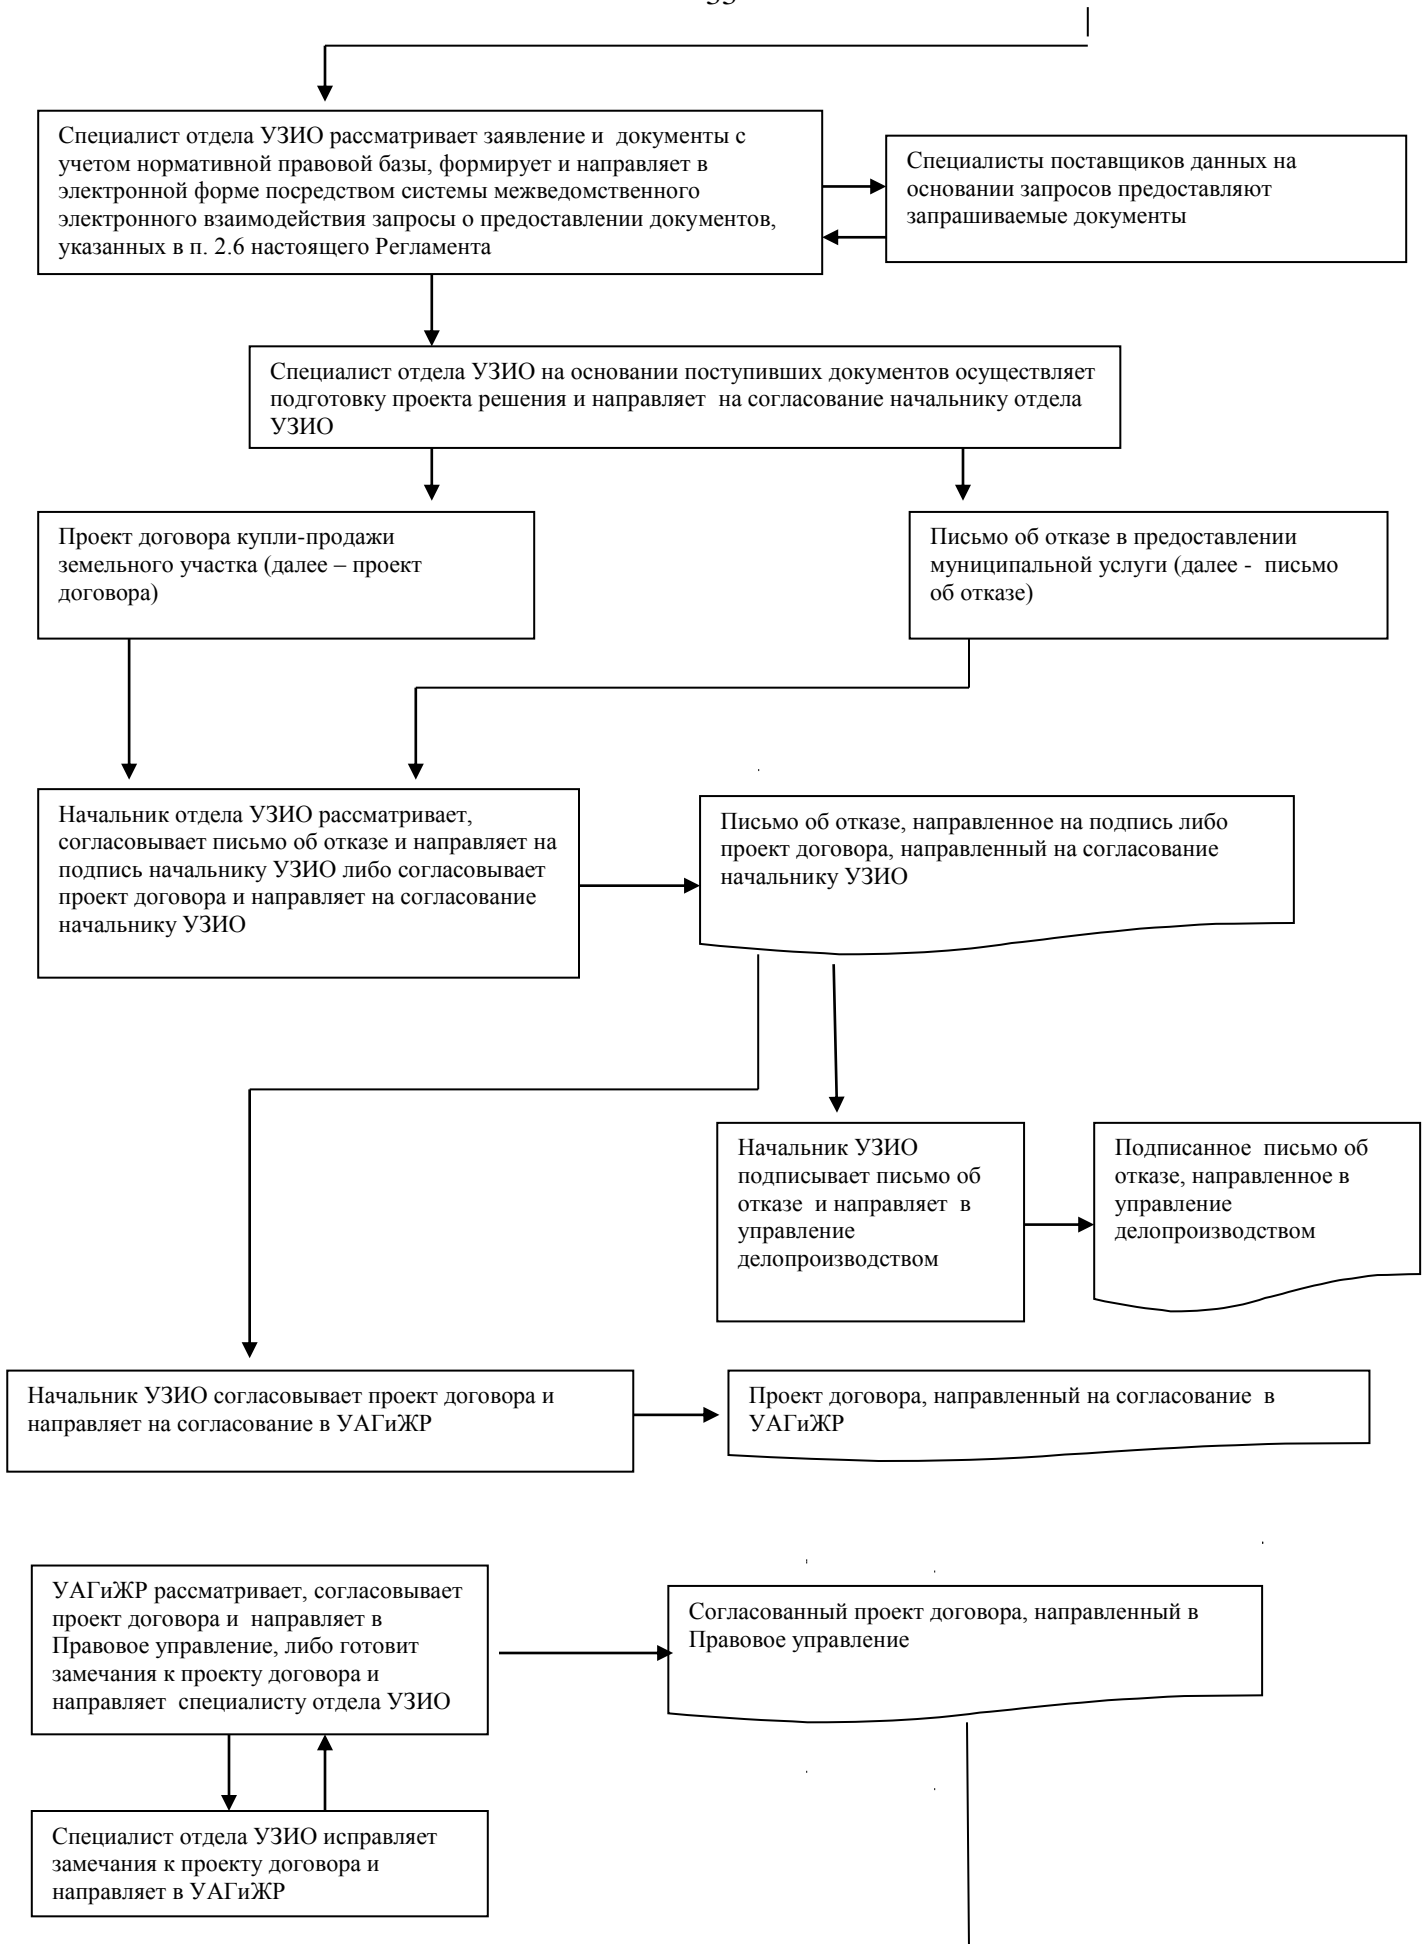 Специалист отдела УЗИО рассматривает заявление и  документы с
учетом нормативной правовой базы, формирует и направляет в
электронной форме посредством системы межведомственного
электронного взаимодействия запросы о предоставлении документов,
указанных в п. 2.6 настоящего Регламента
Специалисты поставщиков данных на
основании запросов предоставляют
запрашиваемые документы
Специалист отдела УЗИО на основании поступивших документов осуществляет
подготовку проекта решения и направляет  на согласование начальнику отдела
УЗИО
Проект договора купли-продажи
земельного участка (далее – проект
договора)
Письмо об отказе в предоставлении
муниципальной услуги (далее -  письмо
об отказе)
Начальник отдела УЗИО рассматривает,
согласовывает письмо об отказе и направляет на
подпись начальнику УЗИО либо согласовывает
проект договора и направляет на согласование
начальнику УЗИО
Письмо об отказе, направленное на подпись либо
проект договора, направленный на согласование
начальнику УЗИО
Начальник УЗИО
подписывает письмо об
отказе  и направляет  в
управление
делопроизводством
Подписанное  письмо об
отказе, направленное в
управление
делопроизводством
Начальник УЗИО согласовывает проект договора и
направляет на согласование в УАГиЖР
Проект договора, направленный на согласование  в
УАГиЖР
УАГиЖР рассматривает, согласовывает
проект договора и  направляет в
Правовое управление, либо готовит
замечания к проекту договора и
направляет  специалисту отдела УЗИО
Согласованный проект договора, направленный в
Правовое управление
Специалист отдела УЗИО исправляет
замечания к проекту договора и
направляет в УАГиЖР